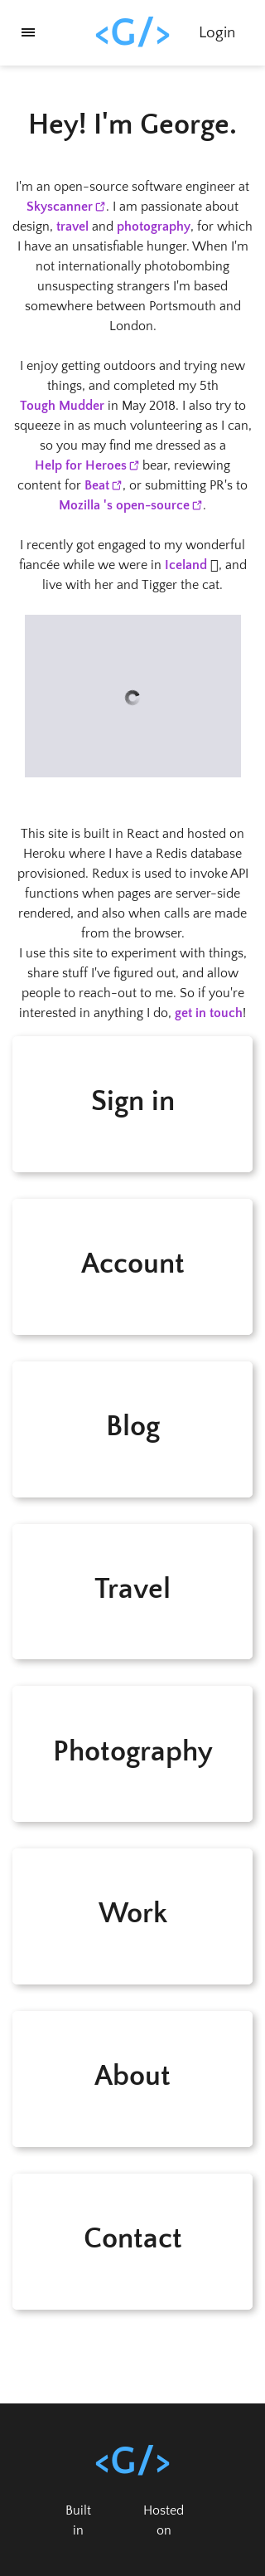 <G/>
Login
Hey! I'm George.
I'm an open-source software engineer at
Skyscanner. I am passionate about
design, travel and photography, for which
I have an unsatisfiable hunger. When I'm
not internationally photobombing
unsuspecting strangers I'm based
somewhere between Portsmouth and
London.
I enjoy getting outdoors and trying new
things, and completed my 5th
Tough Mudder in May 2018. I also try to
squeeze in as much volunteering as I can,
so you may find me dressed as a
Help for Heroes bear, reviewing
content for Beat, or submitting PR's to
Mozilla 's open-source.
I recently got engaged to my wonderful
fiancée while we were in Iceland , and
live with her and Tigger the cat.
This site is built in React and hosted on
Heroku where I have a Redis database
provisioned. Redux is used to invoke API
functions when pages are server-side
rendered, and also when calls are made
from the browser.
I use this site to experiment with things,
share stuff I've figured out, and allow
people to reach-out to me. So if you're
interested in anything I do, get in touch!
Sign in
Account
Blog
Travel
Photography
Work
About
Contact
<G/>
Built
in
Hosted
on